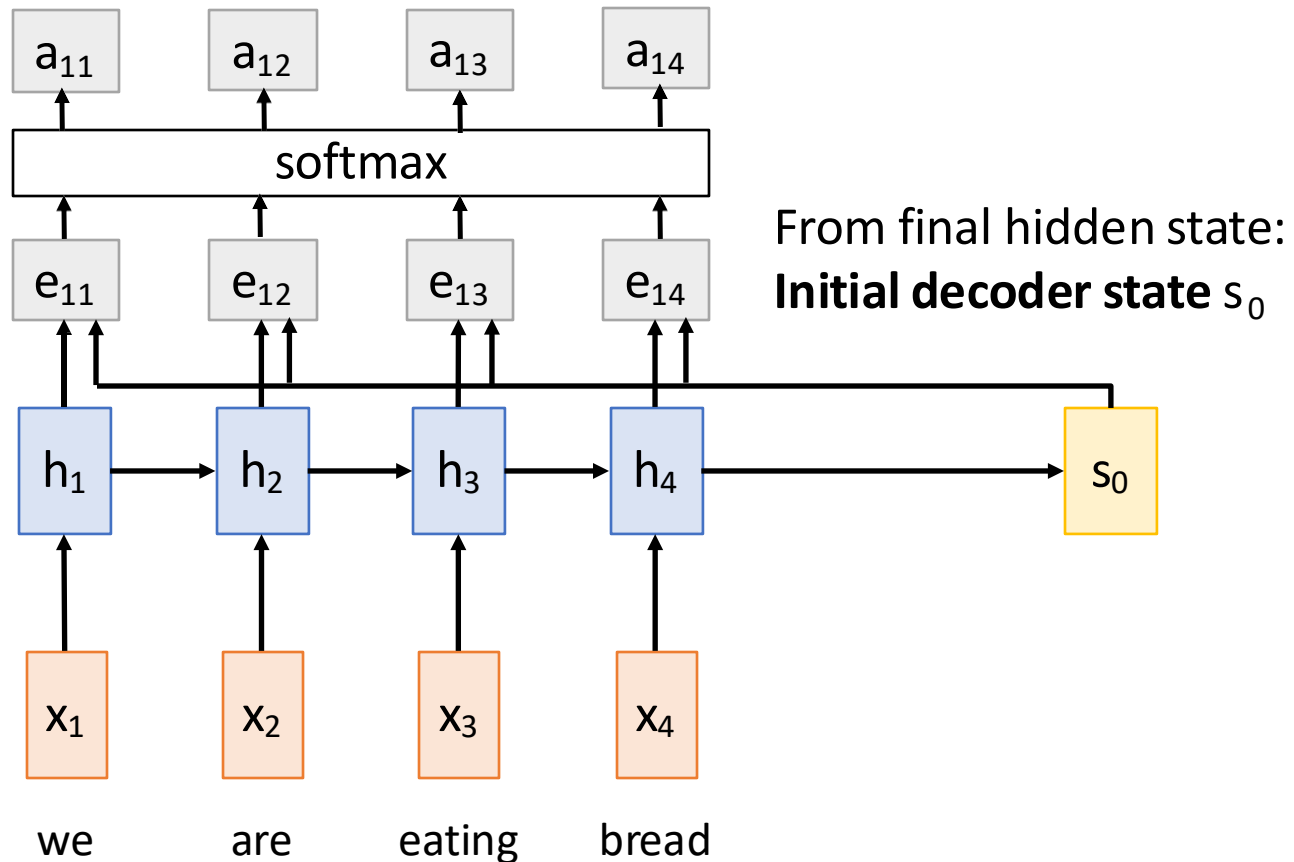 a₁₁ a₁₂ a₁₃ a₁₄
softmax
From final hidden state:
e₁₁ e₁₂ e₁₃ e₁₄
Initial decoder state s₀
h₁ h₂ h₃ h₄ s₀
x₁ x₂ x₃ x₄
we are eating bread